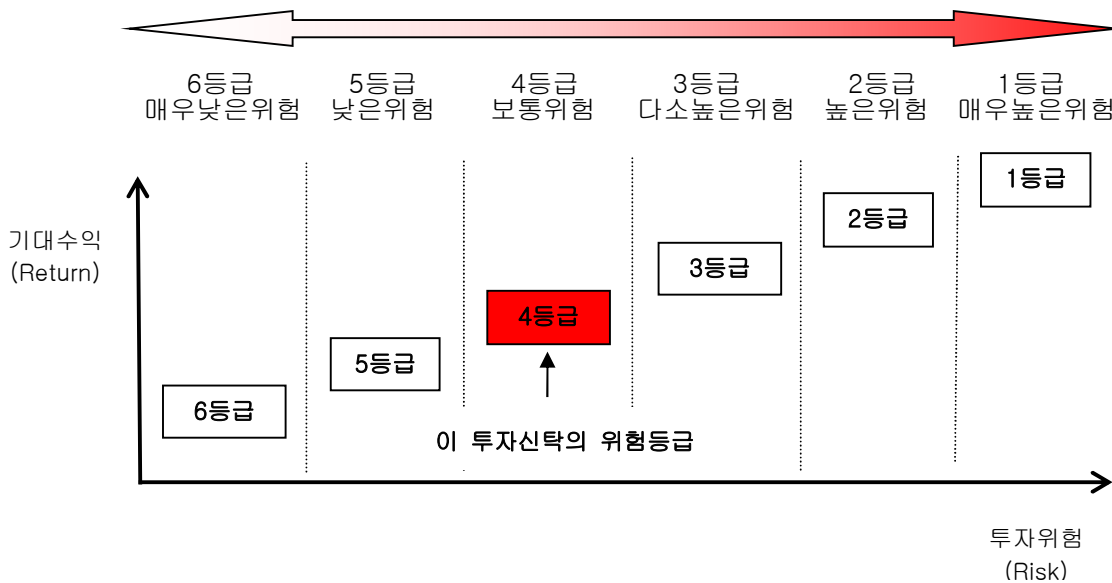 6등급 5등급 4등급 3등급 2등급 1등급
매우낮은위험 낮은위험 보통위험 다소높은위험 높은위험 매우높은위험
1등급
2등급
기대수익
(Return)
3등급
4등급
5등급
6등급
이 투자신탁의 위험등급
투자위험
(Risk)